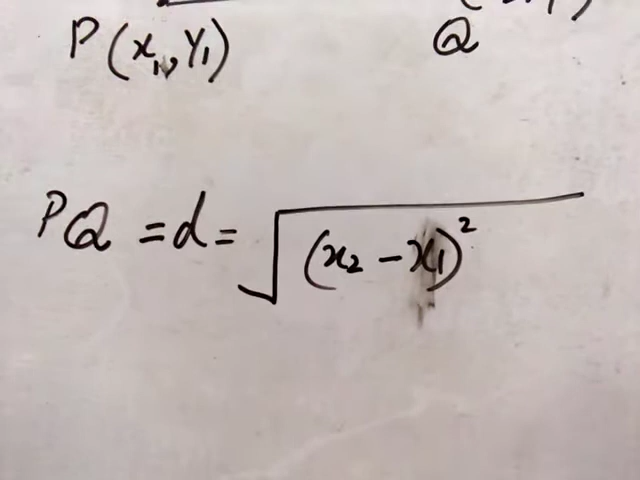 P(x₁, y₁) Q
PQ = d = √(x₂ - x₁)²